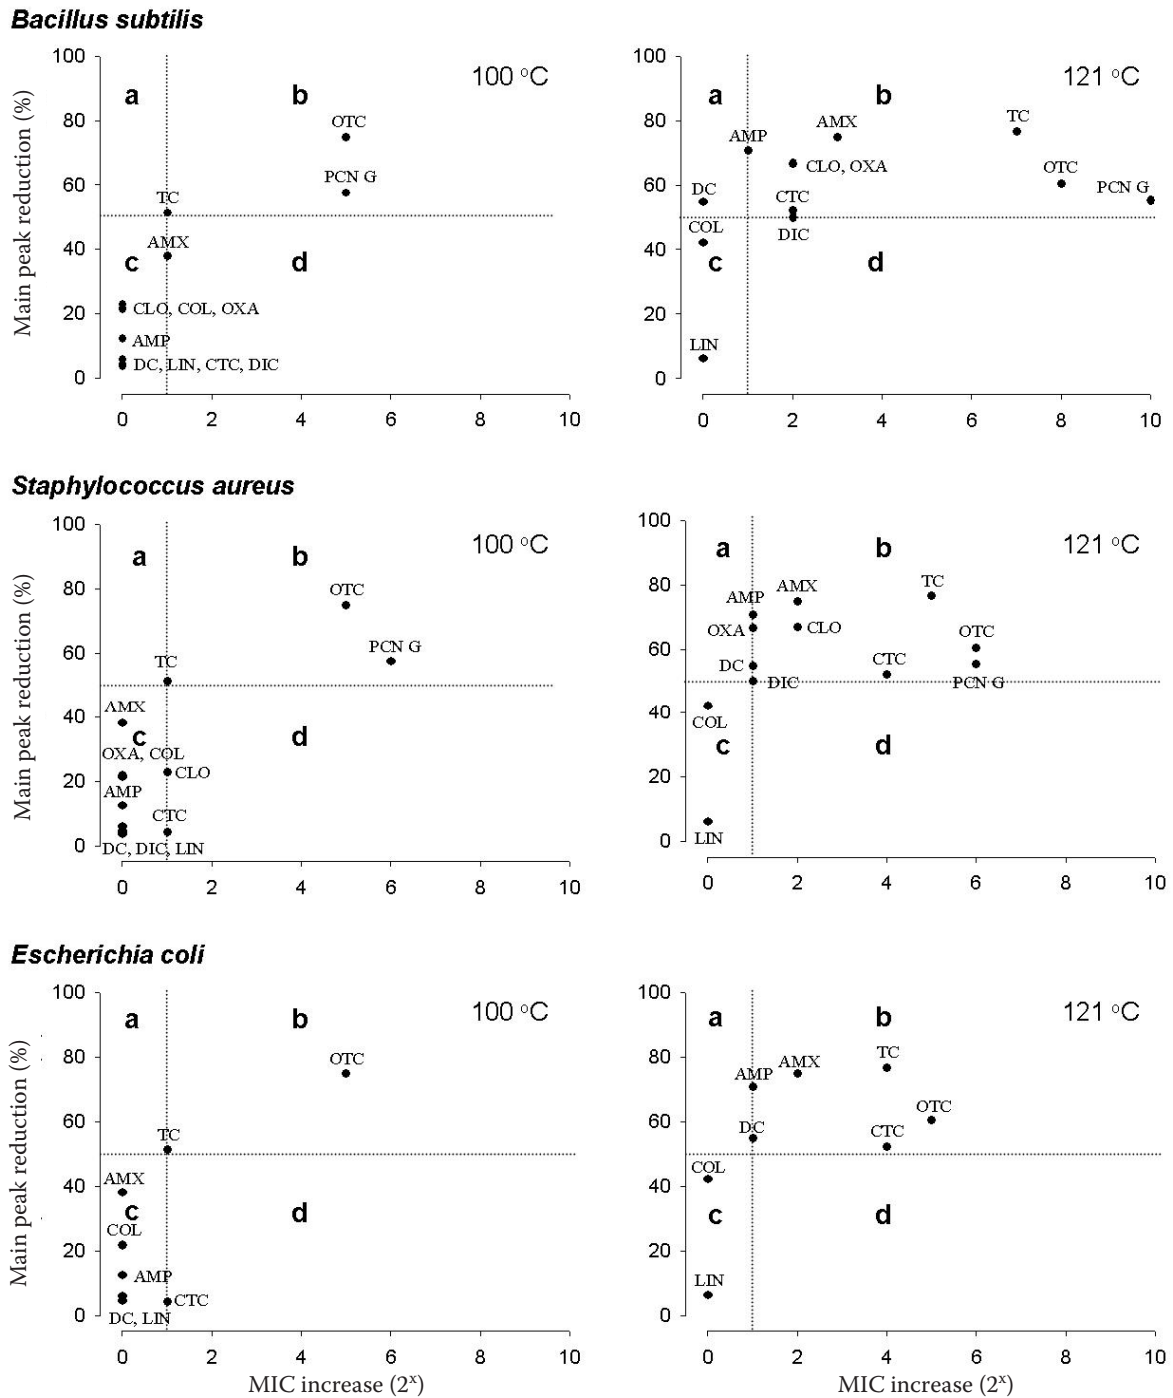 Bacillus subtilis
Main peak reduction (%)
100
80
60
40
20
0
a
b
100 °C
OTC
PCN G
TC
AMX
c
d
CLO, COL, OXA
AMP
DC, LIN, CTC, DIC
0 2 4 6 8 10
100
80
60
40
20
0
a
b
121 °C
AMP
AMX
TC
CLO, OXA
OTC
DC
CTC
PCN G
COL
DIC
c
d
LIN
0 2 4 6 8 10
Staphylococcus aureus
Main peak reduction (%)
100
80
60
40
20
0
a
b
100 °C
OTC
PCN G
TC
AMX
c
d
OXA, COL
CLO
AMP
CTC
DC, DIC, LIN
0 2 4 6 8 10
100
80
60
40
20
0
a
b
121 °C
AMP
AMX
TC
OXA
CLO
OTC
DC
CTC
DIC
PCN G
COL
c
d
LIN
0 2 4 6 8 10
Escherichia coli
Main peak reduction (%)
100
80
60
40
20
0
a
b
100 °C
OTC
TC
AMX
c
d
COL
AMP
CTC
DC, LIN
0 2 4 6 8 10
MIC increase (2ˣ)
100
80
60
40
20
0
a
b
121 °C
AMP
AMX
TC
DC
CTC
OTC
COL
c
d
LIN
0 2 4 6 8 10
MIC increase (2ˣ)